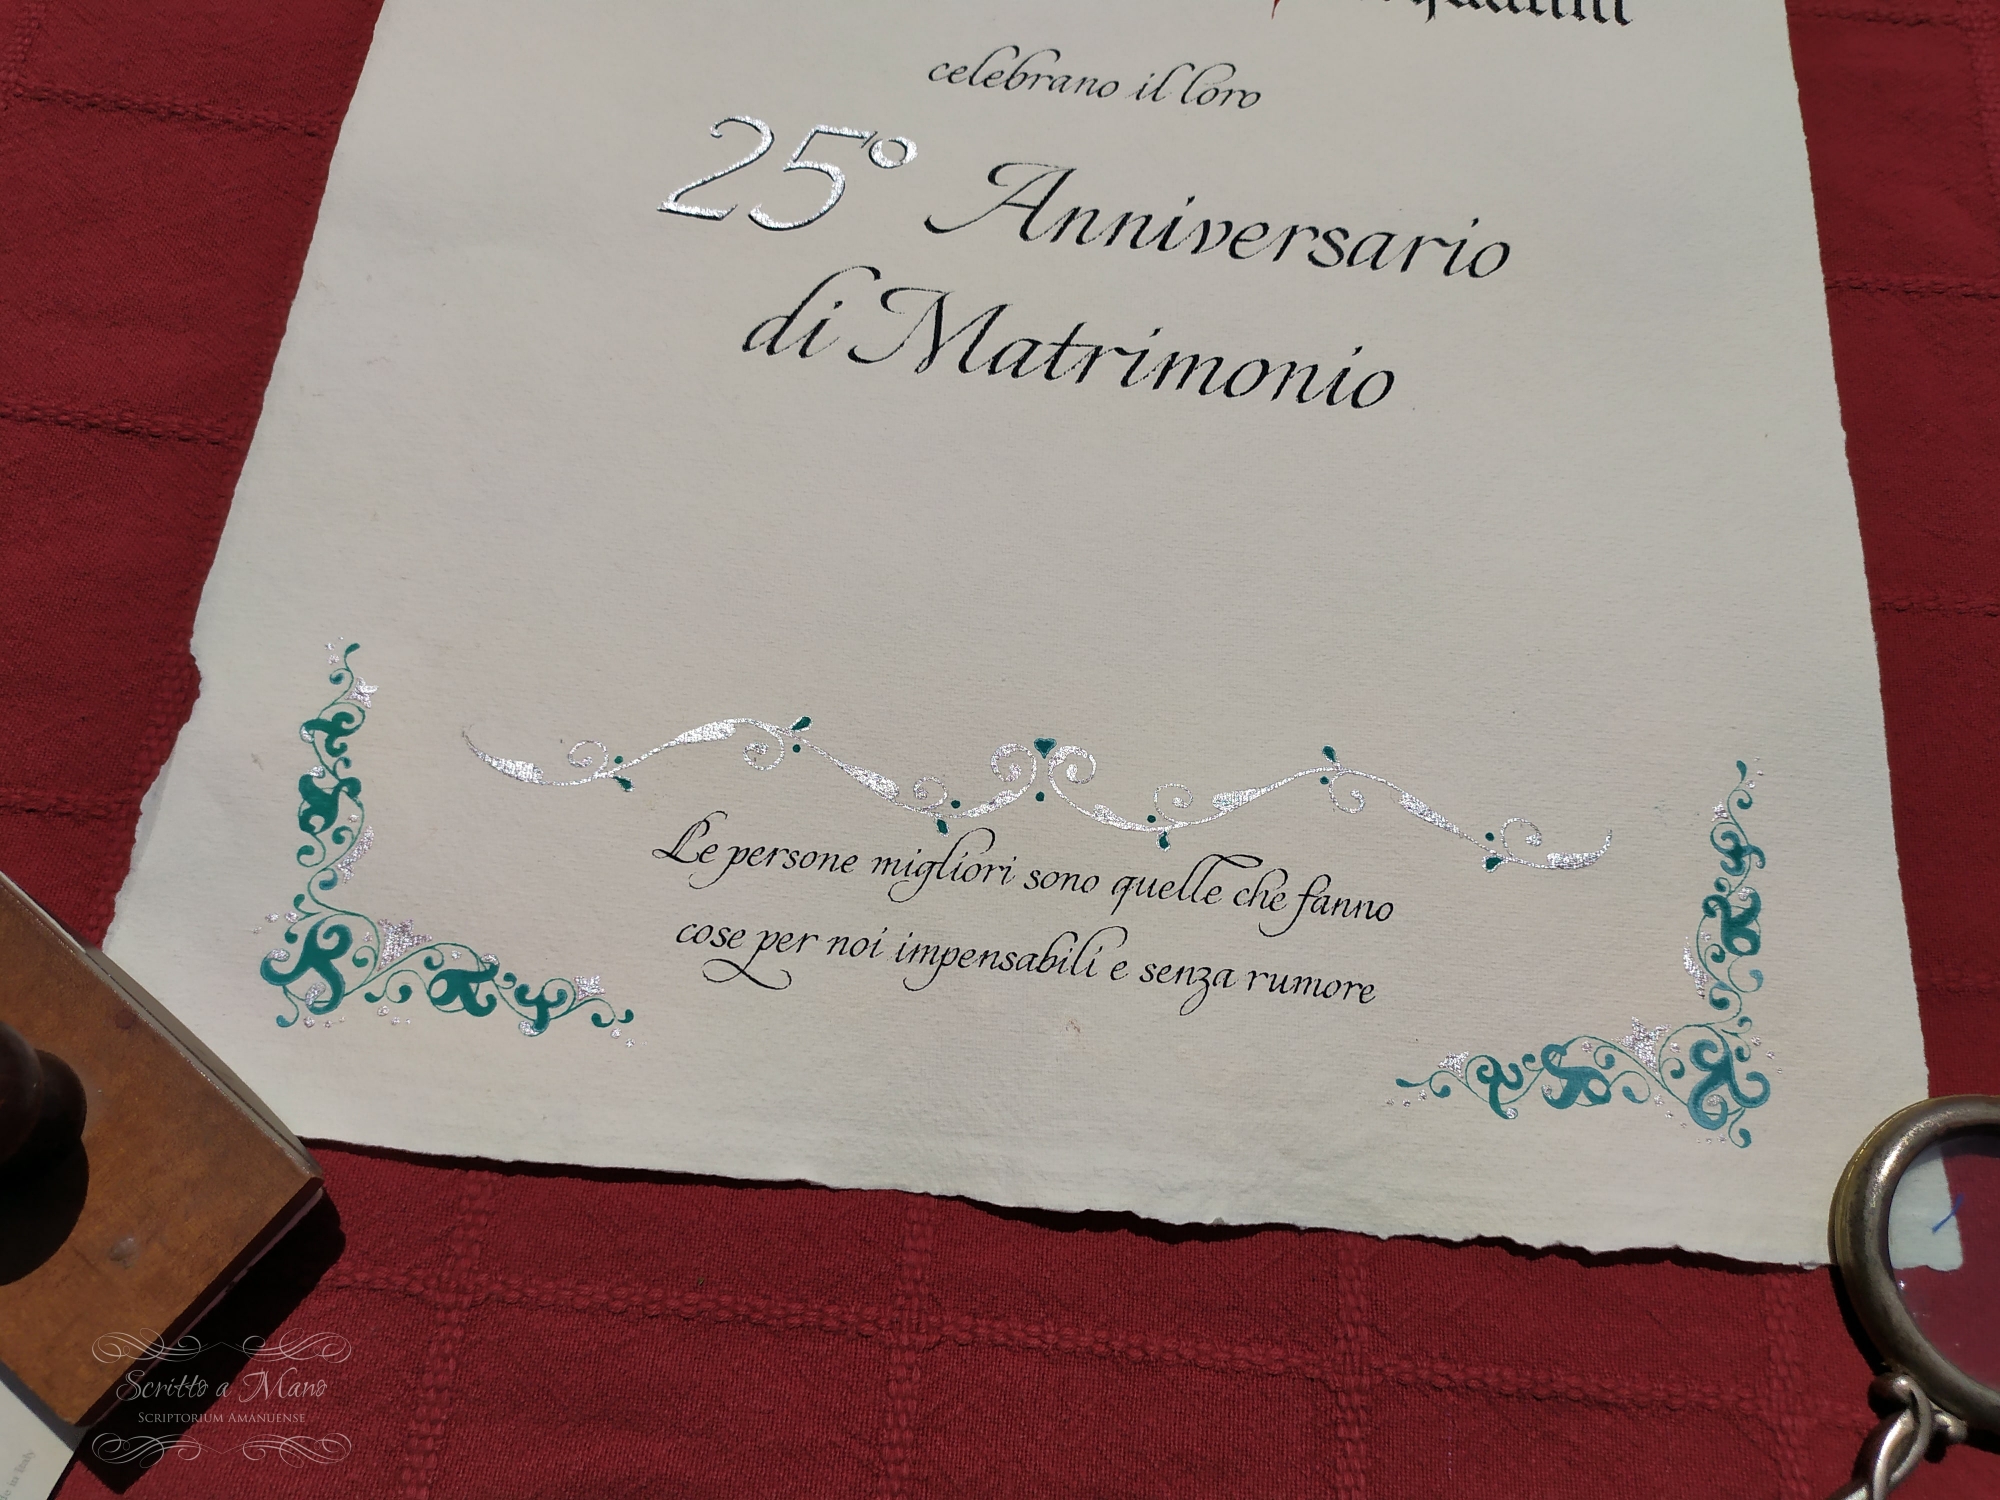 celebrano il loro
25° Anniversario
di Matrimonio
Le persone migliori sono quelle che fanno
cose per noi impensabili e senza rumore
Scritto a Mano
SCRIPTORIUM AMANUENSE